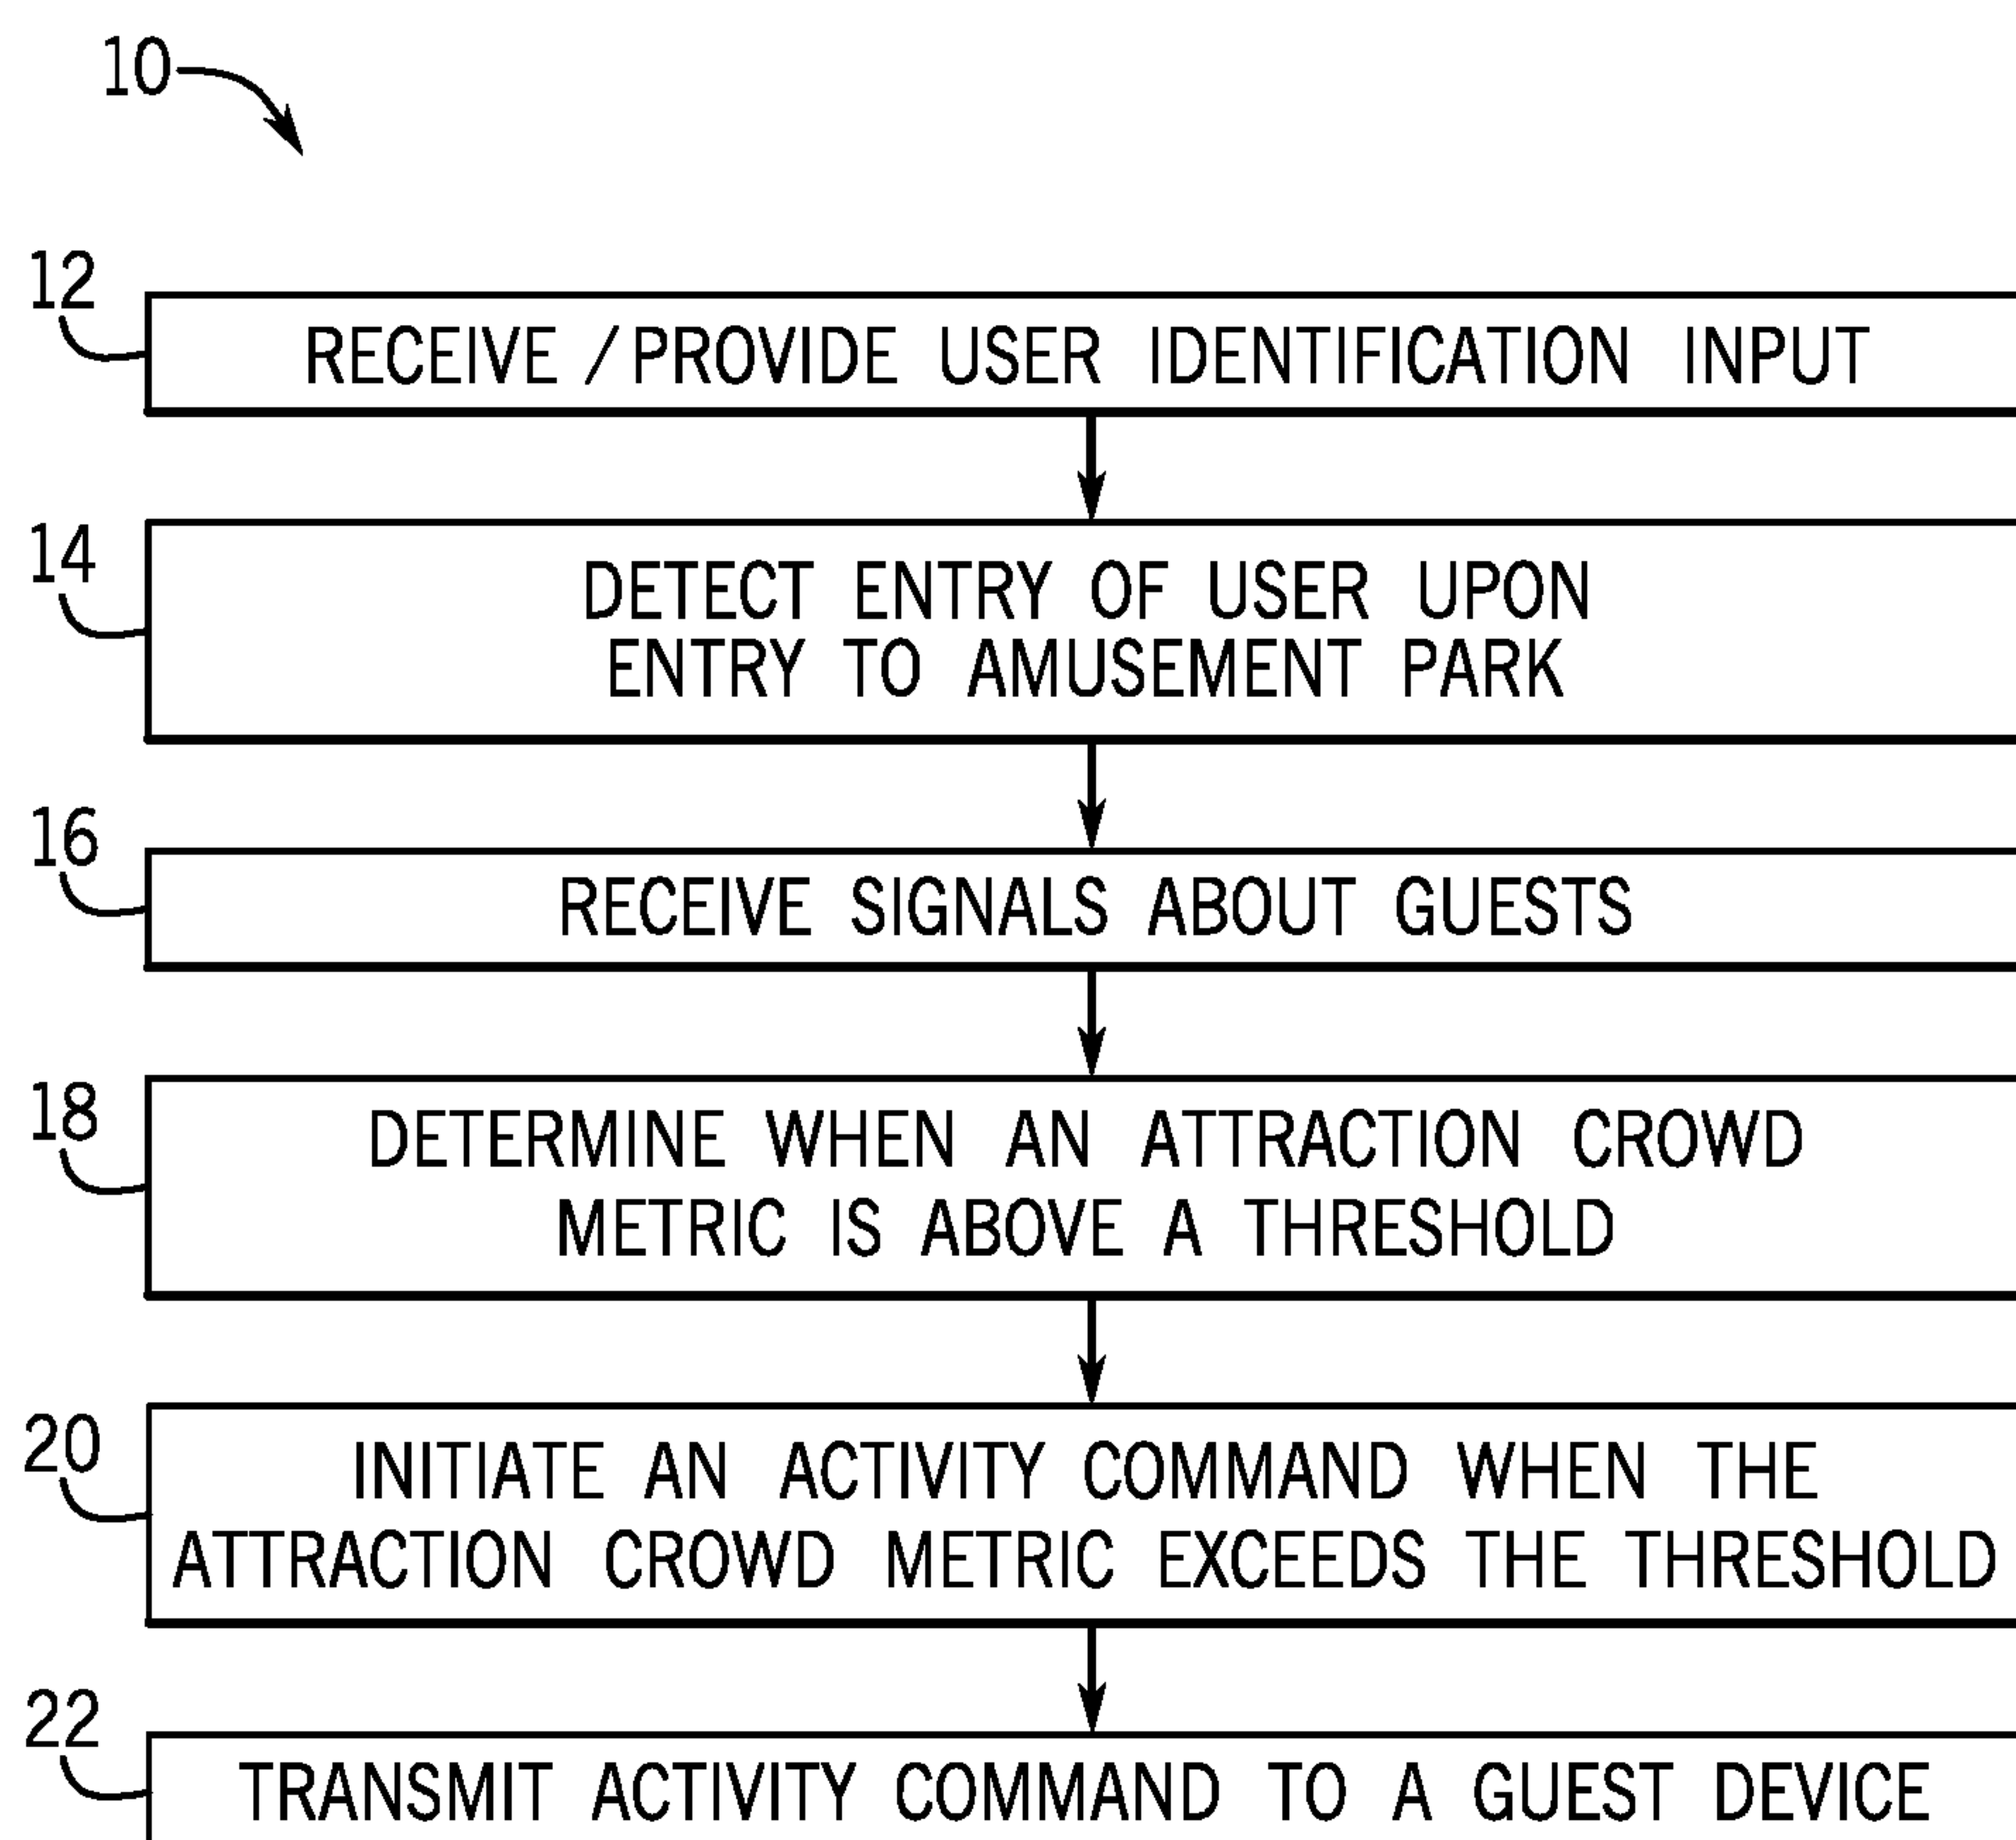 10
12
RECEIVE/PROVIDE USER IDENTIFICATION INPUT
14
DETECT ENTRY OF USER UPON
ENTRY TO AMUSEMENT PARK
16
RECEIVE SIGNALS ABOUT GUESTS
18
DETERMINE WHEN AN ATTRACTION CROWD
METRIC IS ABOVE A THRESHOLD
20
INITIATE AN ACTIVITY COMMAND WHEN THE
ATTRACTION CROWD METRIC EXCEEDS THE THRESHOLD
22
TRANSMIT ACTIVITY COMMAND TO A GUEST DEVICE